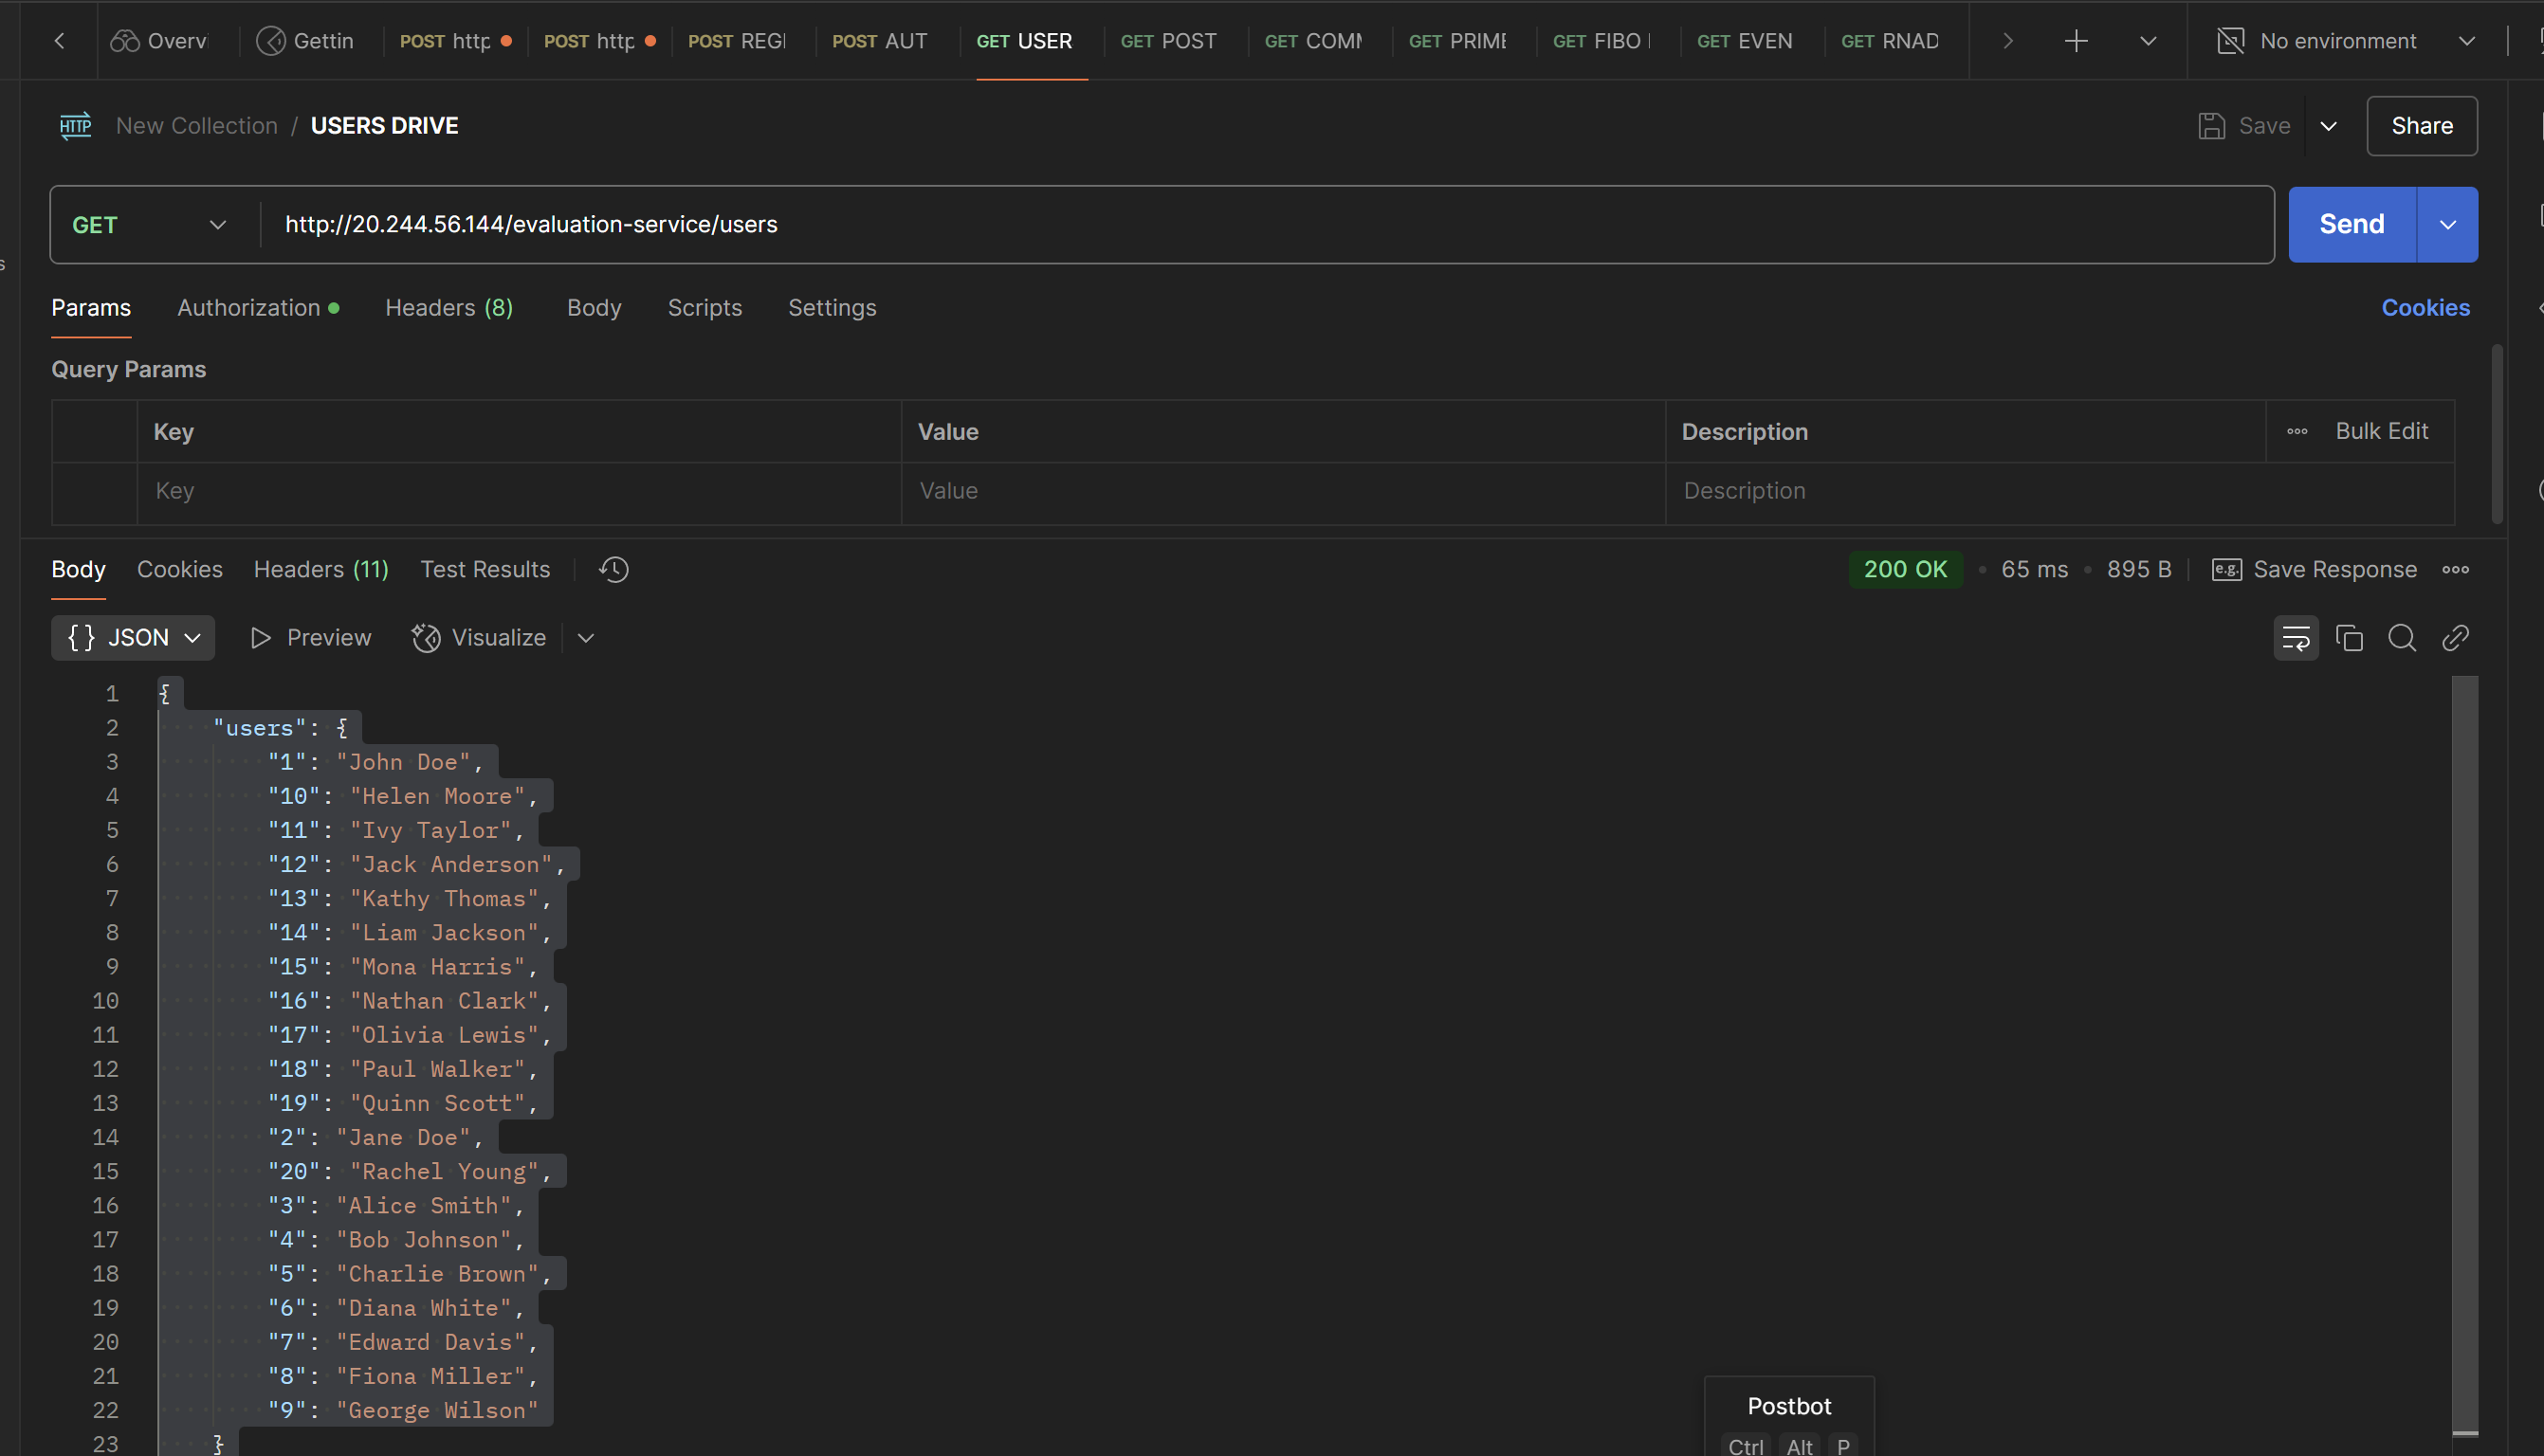 Overv Gettin POST http POST http POST REGI POST AUT GET USER GET POST GET COMM GET PRIME GET FIBO GET EVEN GET RNAD No environment
HTTP New Collection / USERS DRIVE Save Share
GET http://20.244.56.144/evaluation-service/users Send
s
Params Authorization Headers (8) Body Scripts Settings Cookies
Query Params
Key Value Description Bulk Edit
Key Value Description
Body Cookies Headers (11) Test Results 200 OK 65 ms 895 B e.g. Save Response
{} JSON Preview Visualize
1 {
2 "users": {
3 "1": "John Doe",
4 "10": "Helen Moore",
5 "11": "Ivy Taylor",
6 "12": "Jack Anderson",
7 "13": "Kathy Thomas",
8 "14": "Liam Jackson",
9 "15": "Mona Harris",
10 "16": "Nathan Clark",
11 "17": "Olivia Lewis",
12 "18": "Paul Walker",
13 "19": "Quinn Scott",
14 "2": "Jane Doe",
15 "20": "Rachel Young",
16 "3": "Alice Smith",
17 "4": "Bob Johnson",
18 "5": "Charlie Brown",
19 "6": "Diana White",
20 "7": "Edward Davis",
21 "8": "Fiona Miller",
22 "9": "George Wilson"
23 }
Postbot
Ctrl Alt P